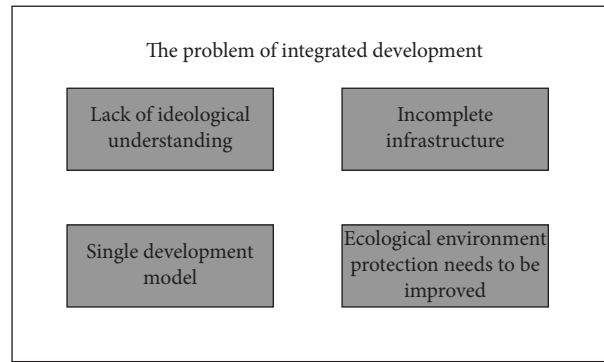 The problem of integrated development
Lack of ideological
understanding
Incomplete
infrastructure
Single development
model
Ecological environment
protection needs to be
improved